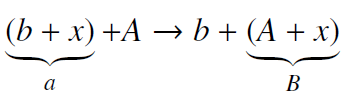 (b + x) + A → b + (A + x)
a B